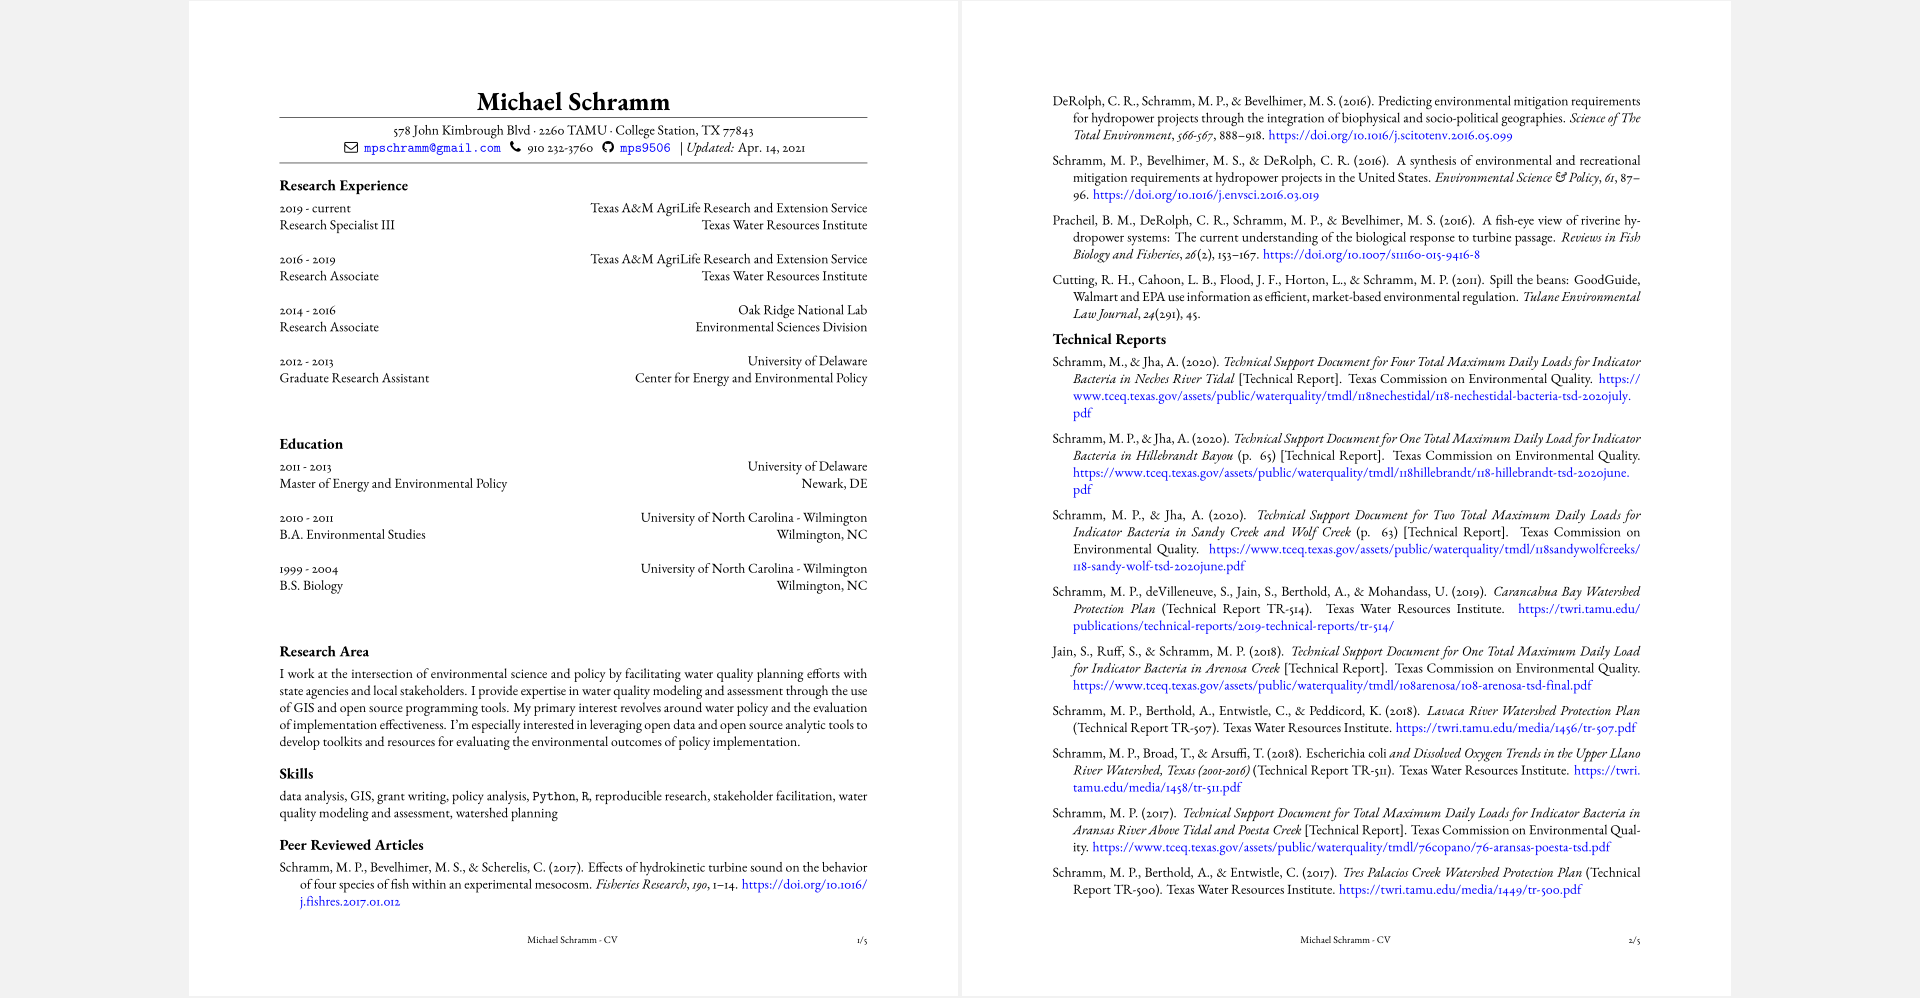 Michael Schramm
578 John Kimbrough Blvd · 2260 TAMU · College Station, TX 77843
mpschramm@gmail.com 910 232-3760 mps9506 | Updated: Apr. 14, 2021
Research Experience
2019 - current Texas A&M AgriLife Research and Extension Service
Research Specialist III Texas Water Resources Institute
2016 - 2019 Texas A&M AgriLife Research and Extension Service
Research Associate Texas Water Resources Institute
2014 - 2016 Oak Ridge National Lab
Research Associate Environmental Sciences Division
2012 - 2013 University of Delaware
Graduate Research Assistant Center for Energy and Environmental Policy
Education
2011 - 2013 University of Delaware
Master of Energy and Environmental Policy Newark, DE
2010 - 2011 University of North Carolina - Wilmington
B.A. Environmental Studies Wilmington, NC
1999 - 2004 University of North Carolina - Wilmington
B.S. Biology Wilmington, NC
Research Area
I work at the intersection of environmental science and policy by facilitating water quality planning efforts with
state agencies and local stakeholders. I provide expertise in water quality modeling and assessment through the use
of GIS and open source programming tools. My primary interest revolves around water policy and the evaluation
of implementation effectiveness. I'm especially interested in leveraging open data and open source analytic tools to
develop toolkits and resources for evaluating the environmental outcomes of policy implementation.
Skills
data analysis, GIS, grant writing, policy analysis, Python, R, reproducible research, stakeholder facilitation, water
quality modeling and assessment, watershed planning
Peer Reviewed Articles
Schramm, M. P., Bevelhimer, M. S., & Scherelis, C. (2017). Effects of hydrokinetic turbine sound on the behavior
of four species of fish within an experimental mesocosm. Fisheries Research, 190, 1–14. https://doi.org/10.1016/
j.fishres.2017.01.012
Michael Schramm - CV 1/5
DeRolph, C. R., Schramm, M. P., & Bevelhimer, M. S. (2016). Predicting environmental mitigation requirements
for hydropower projects through the integration of biophysical and socio-political geographies. Science of The
Total Environment, 566-567, 888–918. https://doi.org/10.1016/j.scitotenv.2016.05.099
Schramm, M. P., Bevelhimer, M. S., & DeRolph, C. R. (2016). A synthesis of environmental and recreational
mitigation requirements at hydropower projects in the United States. Environmental Science & Policy, 61, 87–
96. https://doi.org/10.1016/j.envsci.2016.03.019
Pracheil, B. M., DeRolph, C. R., Schramm, M. P., & Bevelhimer, M. S. (2016). A fish-eye view of riverine hy-
dropower systems: The current understanding of the biological response to turbine passage. Reviews in Fish
Biology and Fisheries, 26(2), 153–167. https://doi.org/10.1007/s11160-015-9416-8
Cutting, R. H., Cahoon, L. B., Flood, J. F., Horton, L., & Schramm, M. P. (2011). Spill the beans: GoodGuide,
Walmart and EPA use information as efficient, market-based environmental regulation. Tulane Environmental
Law Journal, 24(291), 45.
Technical Reports
Schramm, M., & Jha, A. (2020). Technical Support Document for Four Total Maximum Daily Loads for Indicator
Bacteria in Neches River Tidal [Technical Report]. Texas Commission on Environmental Quality. https://
www.tceq.texas.gov/assets/public/waterquality/tmdl/118nechestidal/118-nechestidal-bacteria-tsd-2020july.
pdf
Schramm, M. P., & Jha, A. (2020). Technical Support Document for One Total Maximum Daily Load for Indicator
Bacteria in Hillebrandt Bayou (p. 65) [Technical Report]. Texas Commission on Environmental Quality.
https://www.tceq.texas.gov/assets/public/waterquality/tmdl/118hillebrandt/118-hillebrandt-tsd-2020june.
pdf
Schramm, M. P., & Jha, A. (2020). Technical Support Document for Two Total Maximum Daily Loads for
Indicator Bacteria in Sandy Creek and Wolf Creek (p. 63) [Technical Report]. Texas Commission on
Environmental Quality. https://www.tceq.texas.gov/assets/public/waterquality/tmdl/118sandywolfcreeks/
118-sandy-wolf-tsd-2020june.pdf
Schramm, M. P., deVilleneuve, S., Jain, S., Berthold, A., & Mohandass, U. (2019). Carancahua Bay Watershed
Protection Plan (Technical Report TR-514). Texas Water Resources Institute. https://twri.tamu.edu/
publications/technical-reports/2019-technical-reports/tr-514/
Jain, S., Ruff, S., & Schramm, M. P. (2018). Technical Support Document for One Total Maximum Daily Load
for Indicator Bacteria in Arenosa Creek [Technical Report]. Texas Commission on Environmental Quality.
https://www.tceq.texas.gov/assets/public/waterquality/tmdl/108arenosa/108-arenosa-tsd-final.pdf
Schramm, M. P., Berthold, A., Entwistle, C., & Peddicord, K. (2018). Lavaca River Watershed Protection Plan
(Technical Report TR-507). Texas Water Resources Institute. https://twri.tamu.edu/media/1456/tr-507.pdf
Schramm, M. P., Broad, T., & Arsuffi, T. (2018). Escherichia coli and Dissolved Oxygen Trends in the Upper Llano
River Watershed, Texas (2001-2016) (Technical Report TR-511). Texas Water Resources Institute. https://twri.
tamu.edu/media/1458/tr-511.pdf
Schramm, M. P. (2017). Technical Support Document for Total Maximum Daily Loads for Indicator Bacteria in
Aransas River Above Tidal and Poesta Creek [Technical Report]. Texas Commission on Environmental Qual-
ity. https://www.tceq.texas.gov/assets/public/waterquality/tmdl/76copano/76-aransas-poesta-tsd.pdf
Schramm, M. P., Berthold, A., & Entwistle, C. (2017). Tres Palacios Creek Watershed Protection Plan (Technical
Report TR-500). Texas Water Resources Institute. https://twri.tamu.edu/media/1449/tr-500.pdf
Michael Schramm - CV 2/5